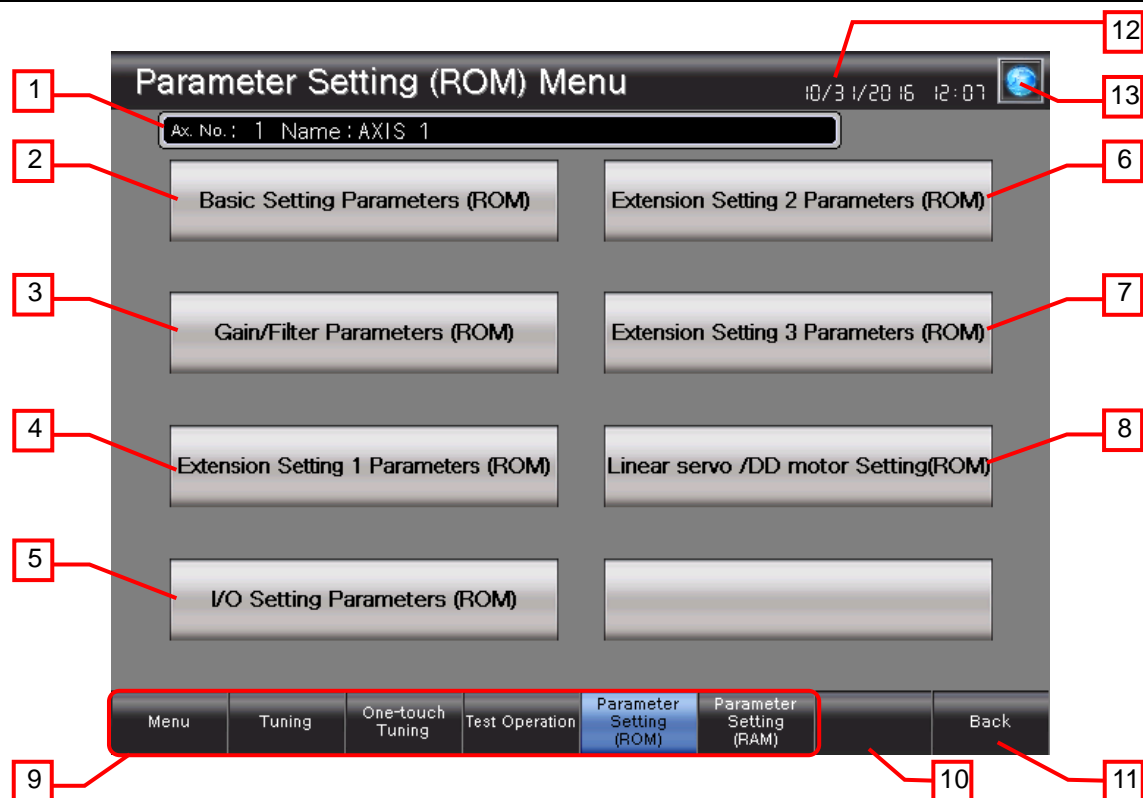 12
Parameter Setting (ROM) Menu
10/31/2016 12:07
1
13
Ax. No.: 1 Name:AXIS 1
2
6
Basic Setting Parameters (ROM)
Extension Setting 2 Parameters (ROM)
3
7
Gain/Filter Parameters (ROM)
Extension Setting 3 Parameters (ROM)
4
8
Extension Setting 1 Parameters (ROM)
Linear servo /DD motor Setting(ROM)
5
I/O Setting Parameters (ROM)
Menu
Tuning
One-touch
Tuning
Test Operation
Parameter
Setting
(ROM)
Parameter
Setting
(RAM)
Back
9
10
11